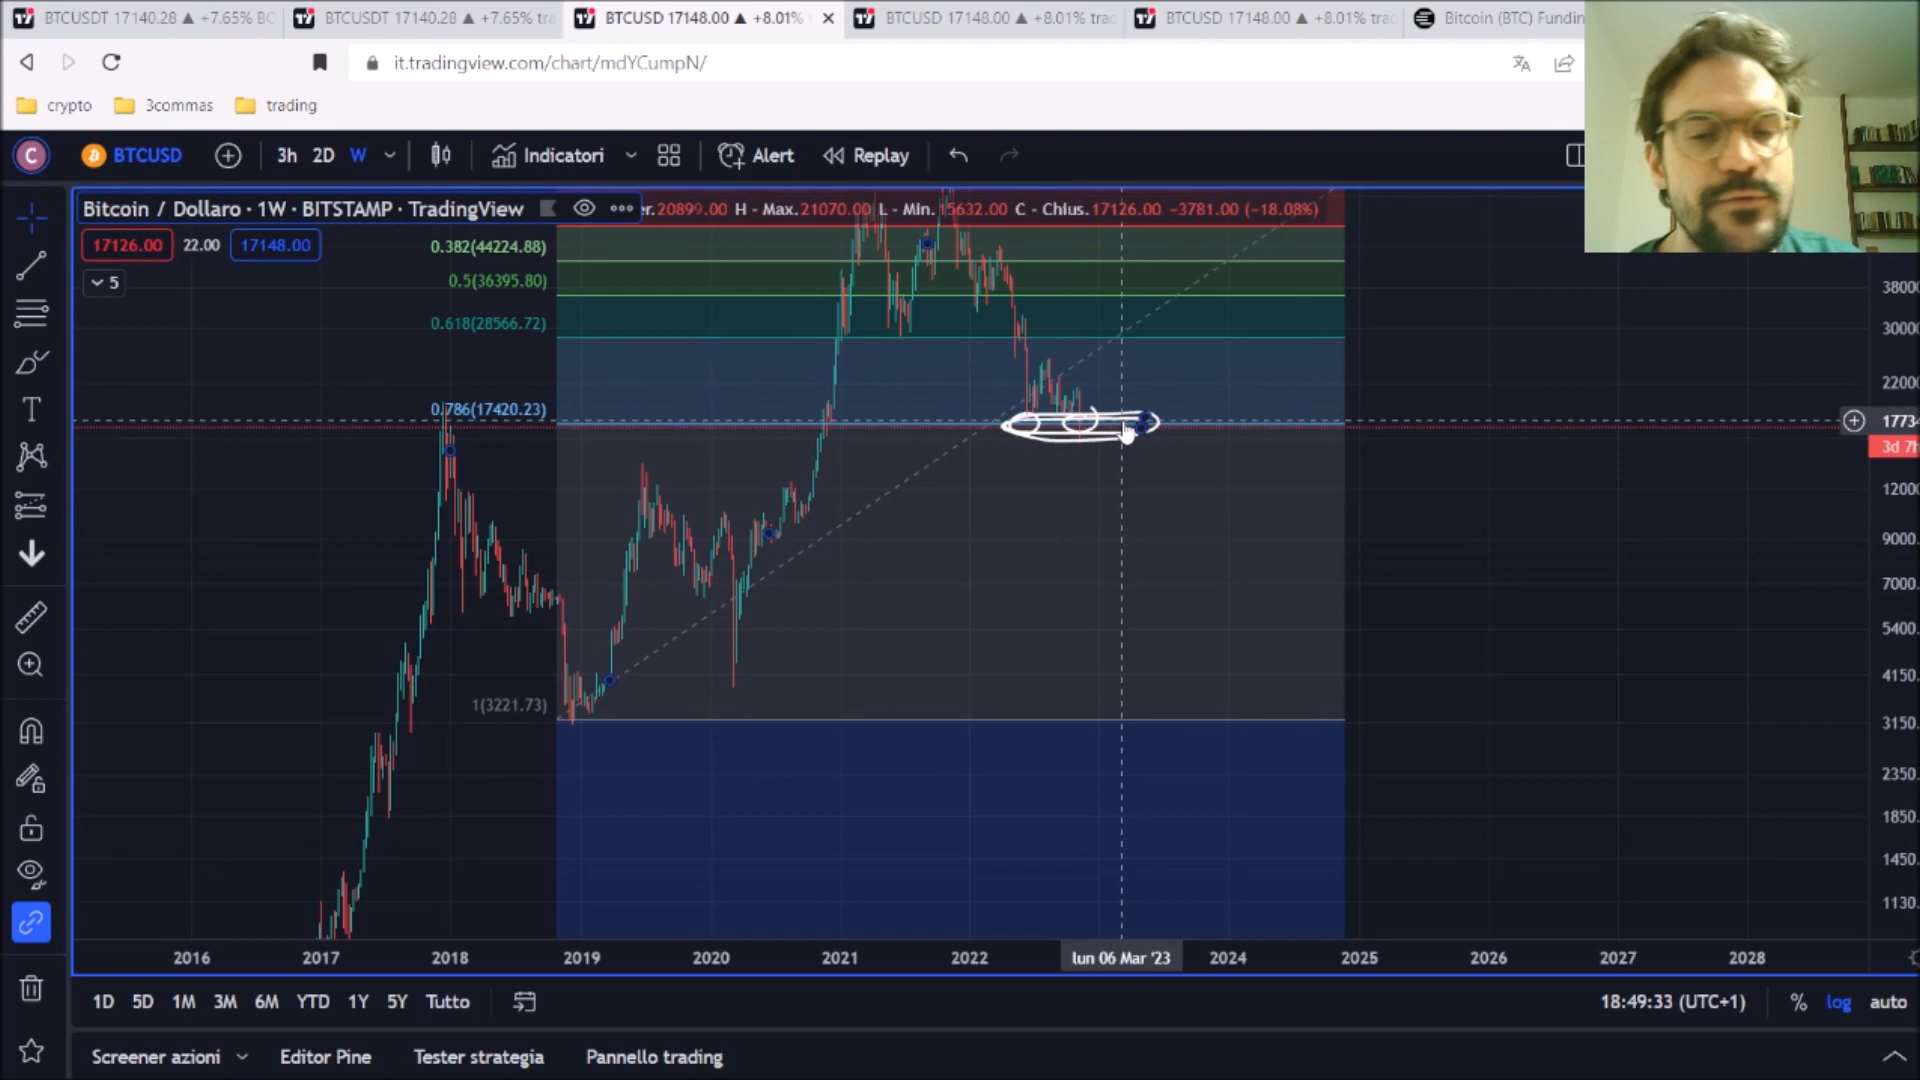 BTCUSDT 17140.28 ▲ +7.65% BC
BTCUSDT 17140.28 ▲ +7.65% tra
BTCUSD 17148.00 ▲ +8.01%
BTCUSD 17148.00 ▲ +8.01% trac
BTCUSD 17148.00 ▲ +8.01% trac
Bitcoin (BTC) Fundin
it.tradingview.com/chart/mdYCumpN/
crypto
3commas
trading
C
BTCUSD
3h
2D
W
Indicatori
Alert
Replay
Bitcoin / Dollaro · 1W · BITSTAMP · TradingView
er.20899.00 H - Max.21070.00 L - Min.15632.00 C - Chius.17126.00 −3781.00 (−18.08%)
17126.00
22.00
17148.00
5
0.382(44224.88)
0.5(36395.80)
0.618(28566.72)
0.786(17420.23)
1(3221.73)
38000
30000
22000
1773
3d 7h
12000
9000.
7000.
5400.
4150.
3150.
2350.
1850.
1450.
1130.
2016
2017
2018
2019
2020
2021
2022
lun 06 Mar '23
2024
2025
2026
2027
2028
1D
5D
1M
3M
6M
YTD
1Y
5Y
Tutto
18:49:33 (UTC+1)
%
log
auto
Screener azioni
Editor Pine
Tester strategia
Pannello trading